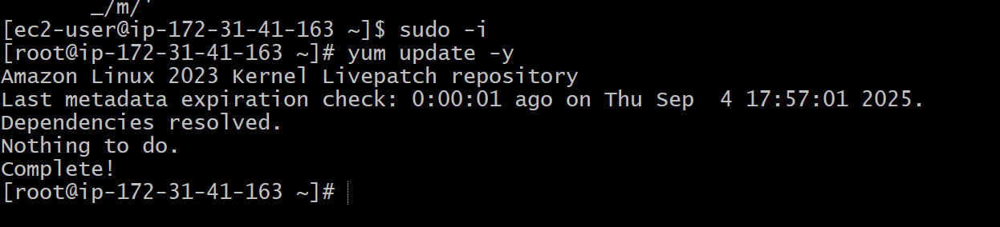 _/m/'
[ec2-user@ip-172-31-41-163 ~]$ sudo -i
[root@ip-172-31-41-163 ~]# yum update -y
Amazon Linux 2023 Kernel Livepatch repository
Last metadata expiration check: 0:00:01 ago on Thu Sep  4 17:57:01 2025.
Dependencies resolved.
Nothing to do.
Complete!
[root@ip-172-31-41-163 ~]#